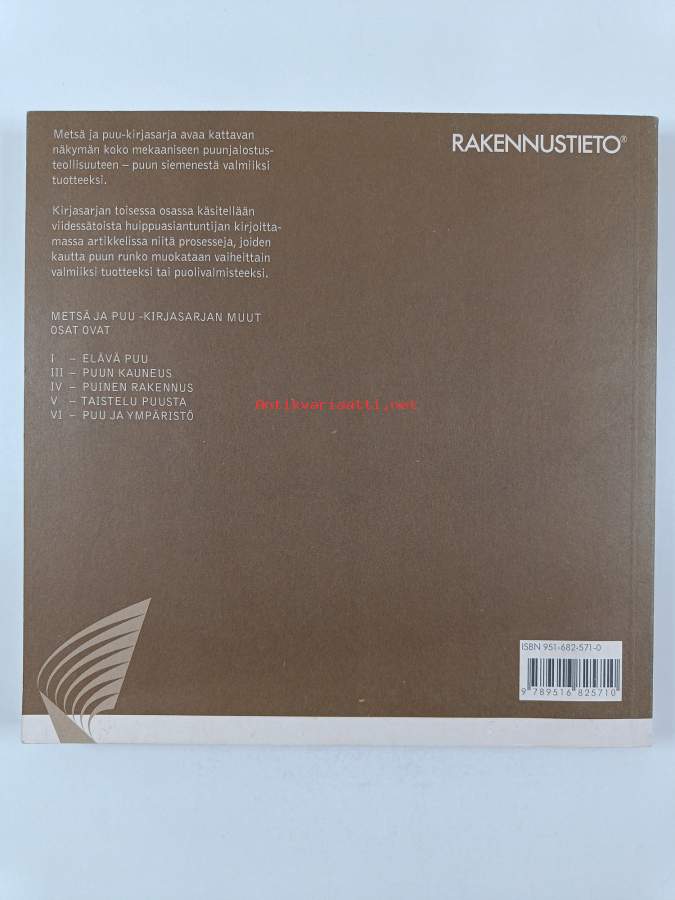 Metsä ja puu-kirjasarja avaa kattavan
näkymän koko mekaaniseen puunjalostus-
teollisuuteen – puun siemenestä valmiiksi
tuotteeksi.
Kirjasarjan toisessa osassa käsitellään
viidessätoista huippuasiantuntijan kirjoitta-
massa artikkelissa niitä prosesseja, joiden
kautta puun runko muokataan vaiheittain
valmiiksi tuotteeksi tai puolivalmisteeksi.
METSÄ JA PUU -KIRJASARJAN MUUT
OSAT OVAT
I – ELÄVÄ PUU
III – PUUN KAUNEUS
IV – PUINEN RAKENNUS
V – TAISTELU PUUSTA
VI – PUU JA YMPÄRISTÖ
RAKENNUSTIETO®
Antikvariaatti.net
ISBN 951-682-571-0
9 789516 825710